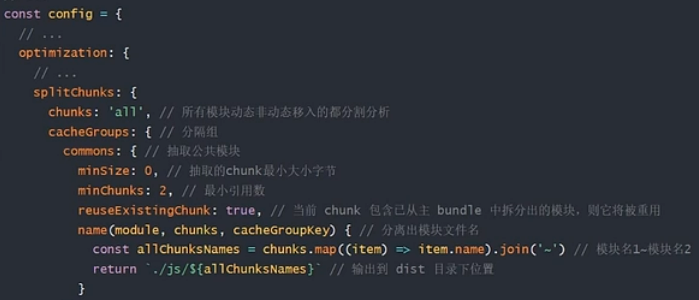 const config = {
// ...
optimization: {
// ...
splitChunks: {
chunks: 'all', // 所有模块动态非动态移入的都分割分析
cacheGroups: { // 分隔组
commons: { // 抽取公共模块
minSize: 0, // 抽取的chunk最小大小字节
minChunks: 2, // 最小引用数
reuseExistingChunk: true, // 当前 chunk 包含已从主 bundle 中拆分出的模块，则它将被重用
name(module, chunks, cacheGroupKey) { // 分离出模块文件名
const allChunksNames = chunks.map((item) => item.name).join('~') // 模块名1~模块名2
return `./js/${allChunksNames}` // 输出到 dist 目录下位置
}